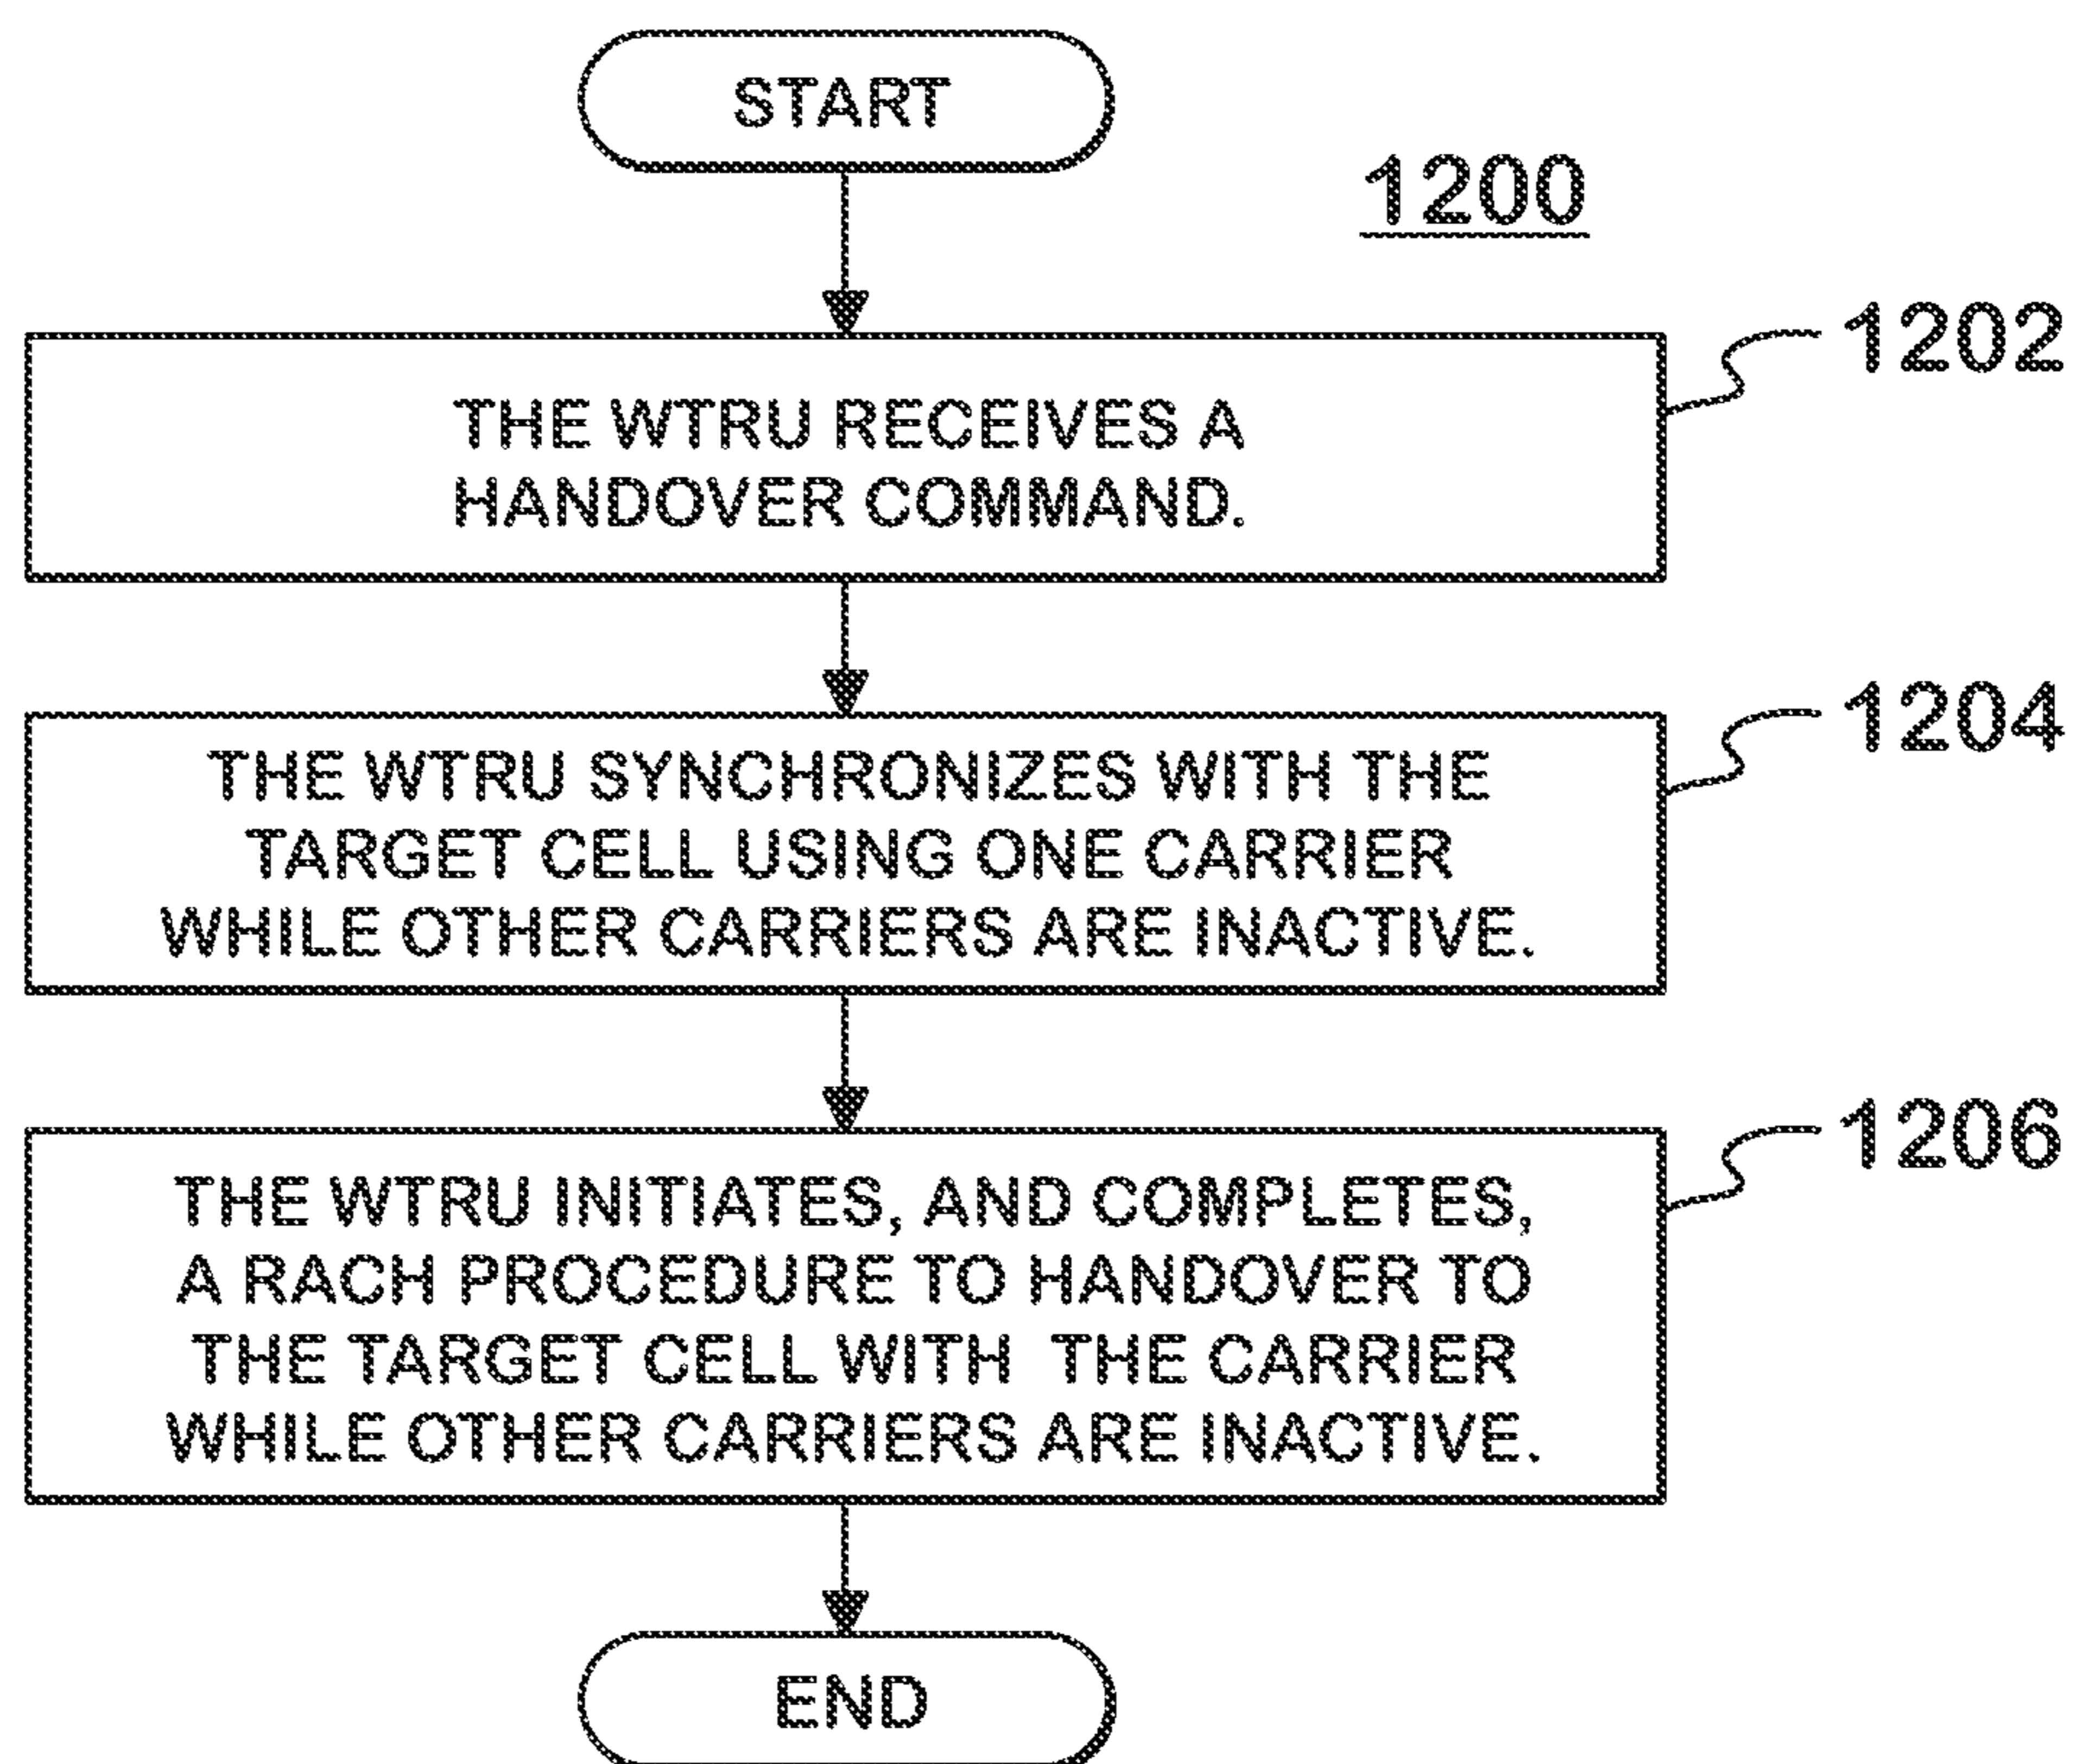 START
1200
1202
THE WTRU RECEIVES A
HANDOVER COMMAND.
1204
THE WTRU SYNCHRONIZES WITH THE
TARGET CELL USING ONE CARRIER
WHILE OTHER CARRIERS ARE INACTIVE.
1206
THE WTRU INITIATES, AND COMPLETES,
A RACH PROCEDURE TO HANDOVER TO
THE TARGET CELL WITH THE CARRIER
WHILE OTHER CARRIERS ARE INACTIVE.
END